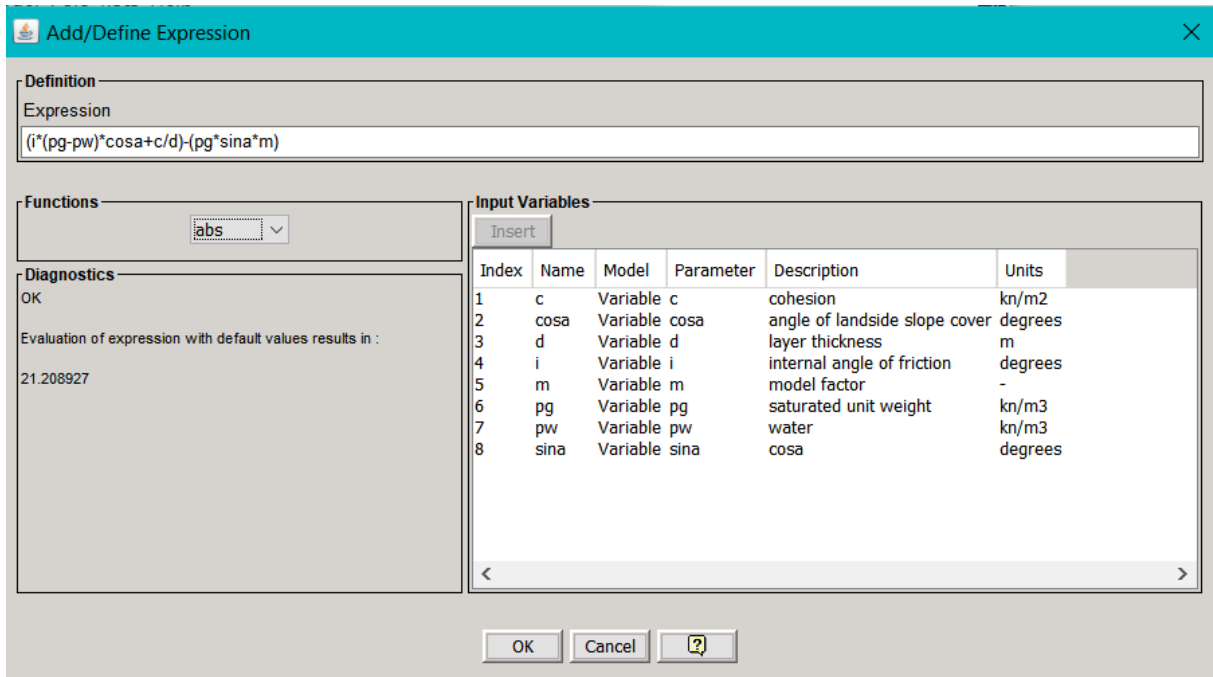 Add/Define Expression
Definition
Expression
(i*(pg-pw)*cosa+c/d)-(pg*sina*m)
Functions
abs
Diagnostics
OK
Evaluation of expression with default values results in :
21.208927
Input Variables
Insert
Index Name Model Parameter Description Units
1 c Variable c cohesion kn/m2
2 cosa Variable cosa angle of landside slope cover degrees
3 d Variable d layer thickness m
4 i Variable i internal angle of friction degrees
5 m Variable m model factor -
6 pg Variable pg saturated unit weight kn/m3
7 pw Variable pw water kn/m3
8 sina Variable sina cosa degrees
OK Cancel ?